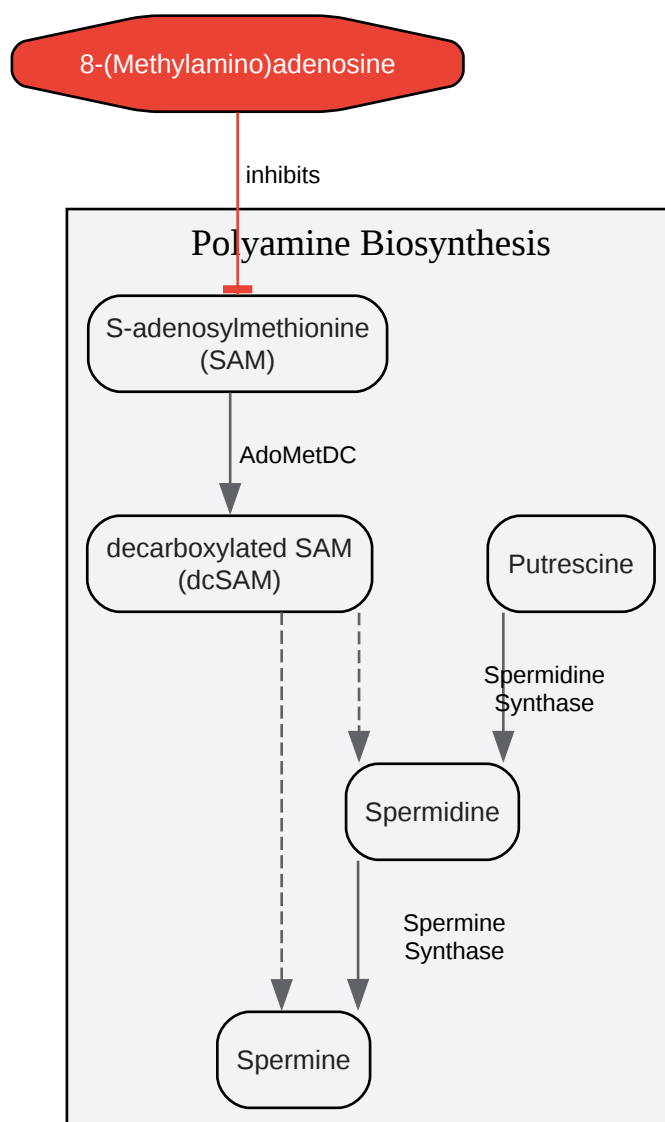 8-(Methylamino)adenosine
inhibits
Polyamine Biosynthesis
S-adenosylmethionine
(SAM)
AdoMetDC
decarboxylated SAM
(dcSAM)
Putrescine
Spermidine
Synthase
Spermidine
Spermine
Synthase
Spermine